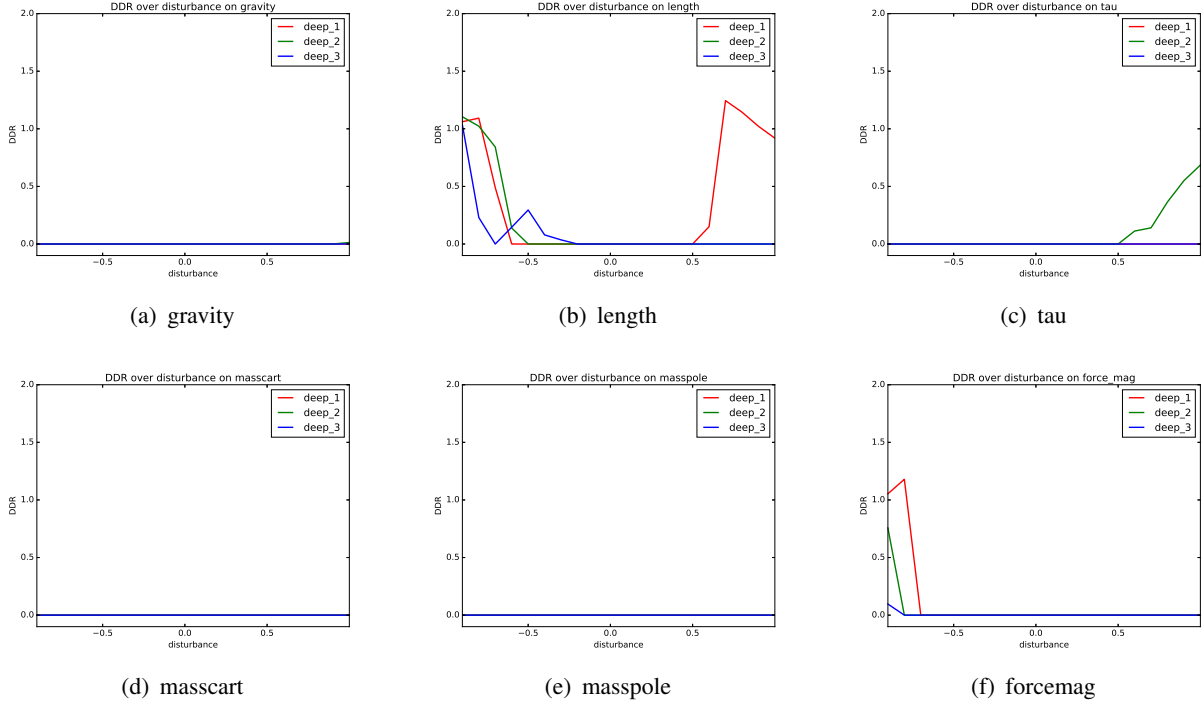 DDR over disturbance on gravity
2.0
1.5
1.0
0.5
0.0
DDR
−0.5 0.0 0.5
disturbance
deep_1
deep_2
deep_3
(a) gravity
DDR over disturbance on length
2.0
1.5
1.0
0.5
0.0
DDR
−0.5 0.0 0.5
disturbance
deep_1
deep_2
deep_3
(b) length
DDR over disturbance on tau
2.0
1.5
1.0
0.5
0.0
DDR
−0.5 0.0 0.5
disturbance
deep_1
deep_2
deep_3
(c) tau
DDR over disturbance on masscart
2.0
1.5
1.0
0.5
0.0
DDR
−0.5 0.0 0.5
disturbance
deep_1
deep_2
deep_3
(d) masscart
DDR over disturbance on masspole
2.0
1.5
1.0
0.5
0.0
DDR
−0.5 0.0 0.5
disturbance
deep_1
deep_2
deep_3
(e) masspole
DDR over disturbance on force_mag
2.0
1.5
1.0
0.5
0.0
DDR
−0.5 0.0 0.5
disturbance
deep_1
deep_2
deep_3
(f) forcemag